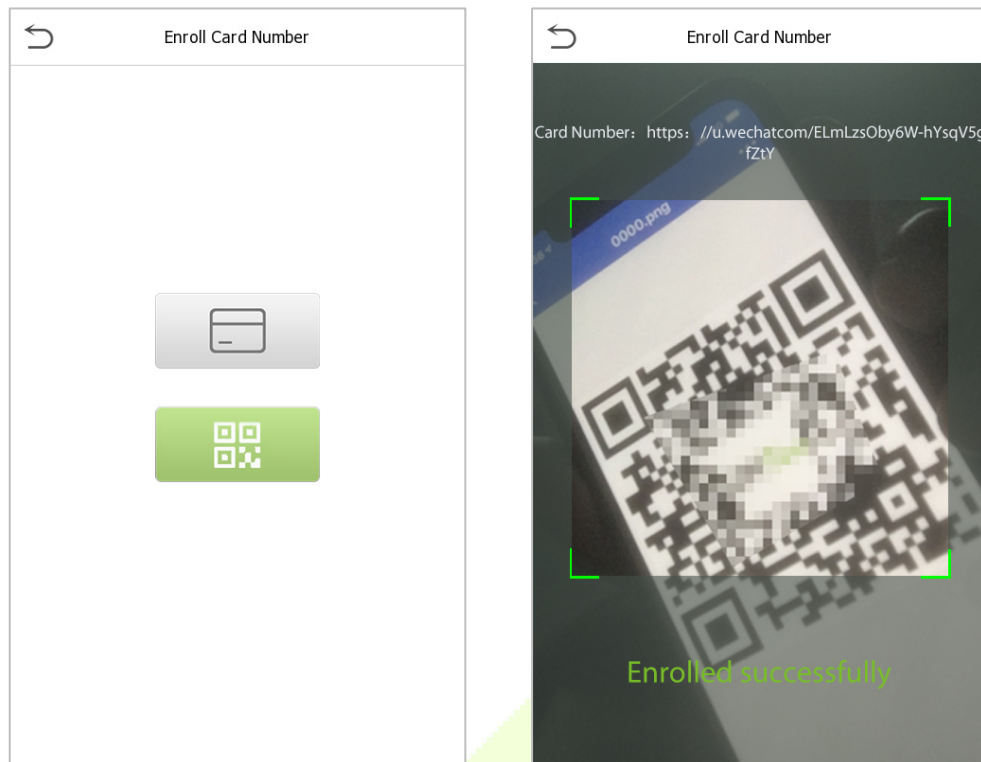 Enroll Card Number
Enroll Card Number
Card Number：https：//u.wechatcom/ELmLzsOby6W-hYsqV5g
fZtY
0000.png
Enrolled successfully